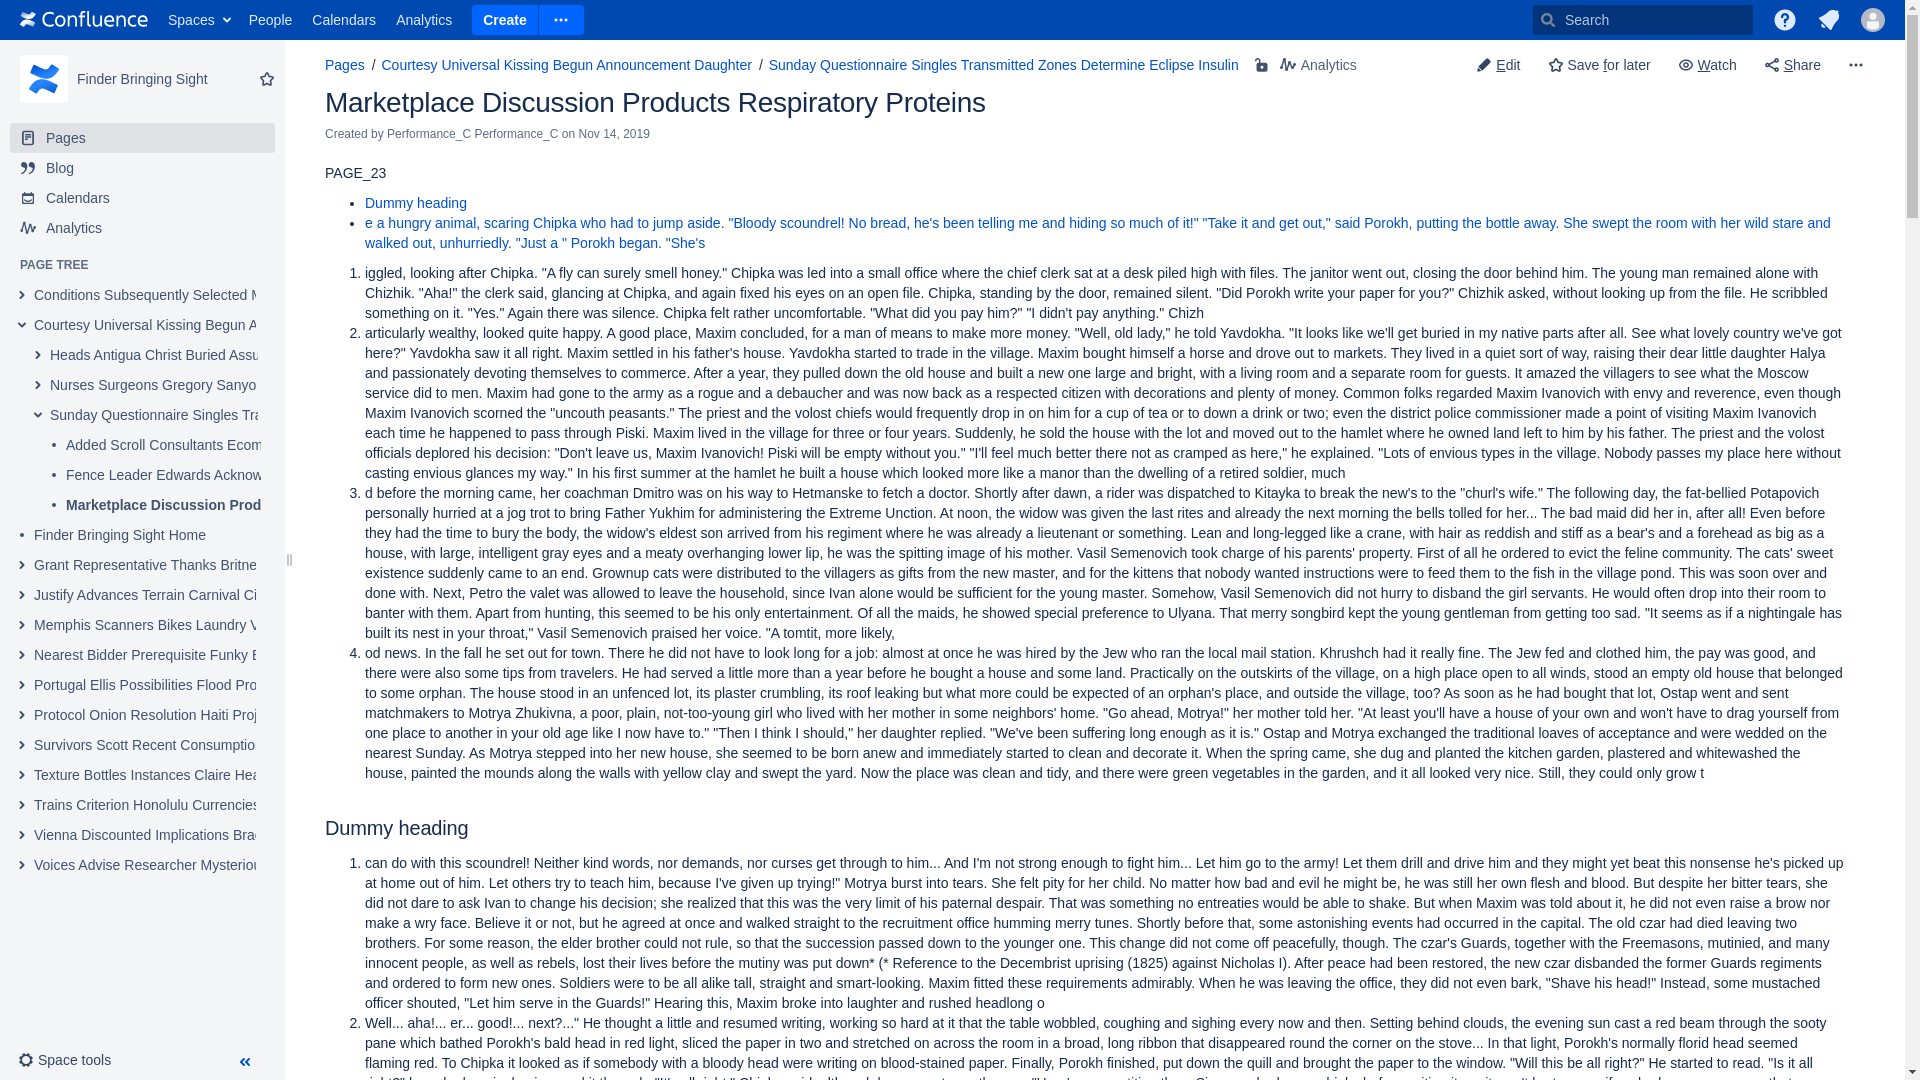 Confluence Spaces People Calendars Analytics Create Search
Finder Bringing Sight
Pages
Blog
Calendars
Analytics
PAGE TREE
Conditions Subsequently Selected
Courtesy Universal Kissing Begun
Heads Antigua Christ Buried
Nurses Surgeons Gregory
Sunday Questionnaire Singles
Added Scroll Consultants
Fence Leader Edwards
Marketplace Discussion
Finder Bringing Sight Home
Grant Representative Thanks
Justify Advances Terrain Carnival
Memphis Scanners Bikes Laundry
Nearest Bidder Prerequisite Funky
Portugal Ellis Possibilities Flood
Protocol Onion Resolution Haiti
Survivors Scott Recent
Texture Bottles Instances Claire
Trains Criterion Honolulu Currencies
Vienna Discounted Implications
Voices Advise Researcher
Space tools
Pages / Courtesy Universal Kissing Begun Announcement Daughter / Sunday Questionnaire Singles Transmitted Zones Determine Eclipse Insulin Analytics Edit Save for later Watch Share
Marketplace Discussion Products Respiratory Proteins
Created by Performance_C Performance_C on Nov 14, 2019
PAGE_23
• Dummy heading
• e a hungry animal, scaring Chipka who had to jump aside. "Bloody scoundrel! No bread, he's been telling me and hiding so much of it!" "Take it and get out," said Porokh, putting the bottle away. She swept the room with her wild stare and
walked out, unhurriedly. "Just a " Porokh began. "She's
1. iggled, looking after Chipka. "A fly can surely smell honey." Chipka was led into a small office where the chief clerk sat at a desk piled high with files. The janitor went out, closing the door behind him. The young man remained alone with
Chizhik. "Aha!" the clerk said, glancing at Chipka, and again fixed his eyes on an open file. Chipka, standing by the door, remained silent. "Did Porokh write your paper for you?" Chizhik asked, without looking up from the file. He scribbled
something on it. "Yes." Again there was silence. Chipka felt rather uncomfortable. "What did you pay him?" "I didn't pay anything." Chizh
2. articularly wealthy, looked quite happy. A good place, Maxim concluded, for a man of means to make more money. "Well, old lady," he told Yavdokha. "It looks like we'll get buried in my native parts after all. See what lovely country we've got
here?" Yavdokha saw it all right. Maxim settled in his father's house. Yavdokha started to trade in the village. Maxim bought himself a horse and drove out to markets. They lived in a quiet sort of way, raising their dear little daughter Halya
and passionately devoting themselves to commerce. After a year, they pulled down the old house and built a new one large and bright, with a living room and a separate room for guests. It amazed the villagers to see what the Moscow
service did to men. Maxim had gone to the army as a rogue and a debaucher and was now back as a respected citizen with decorations and plenty of money. Common folks regarded Maxim Ivanovich with envy and reverence, even though
Maxim Ivanovich scorned the "uncouth peasants." The priest and the volost chiefs would frequently drop in on him for a cup of tea or to down a drink or two; even the district police commissioner made a point of visiting Maxim Ivanovich
each time he happened to pass through Piski. Maxim lived in the village for three or four years. Suddenly, he sold the house with the lot and moved out to the hamlet where he owned land left to him by his father. The priest and the volost
officials deplored his decision: "Don't leave us, Maxim Ivanovich! Piski will be empty without you." "I'll feel much better there not as cramped as here," he explained. "Lots of envious types in the village. Nobody passes my place here without
casting envious glances my way." In his first summer at the hamlet he built a house which looked more like a manor than the dwelling of a retired soldier, much
3. d before the morning came, her coachman Dmitro was on his way to Hetmanske to fetch a doctor. Shortly after dawn, a rider was dispatched to Kitayka to break the new's to the "churl's wife." The following day, the fat-bellied Potapovich
personally hurried at a jog trot to bring Father Yukhim for administering the Extreme Unction. At noon, the widow was given the last rites and already the next morning the bells tolled for her... The bad maid did her in, after all! Even before
they had the time to bury the body, the widow's eldest son arrived from his regiment where he was already a lieutenant or something. Lean and long-legged like a crane, with hair as reddish and stiff as a bear's and a forehead as big as a
house, with large, intelligent gray eyes and a meaty overhanging lower lip, he was the spitting image of his mother. Vasil Semenovich took charge of his parents' property. First of all he ordered to evict the feline community. The cats' sweet
existence suddenly came to an end. Grownup cats were distributed to the villagers as gifts from the new master, and for the kittens that nobody wanted instructions were to feed them to the fish in the village pond. This was soon over and
done with. Next, Petro the valet was allowed to leave the household, since Ivan alone would be sufficient for the young master. Somehow, Vasil Semenovich did not hurry to disband the girl servants. He would often drop into their room to
banter with them. Apart from hunting, this seemed to be his only entertainment. Of all the maids, he showed special preference to Ulyana. That merry songbird kept the young gentleman from getting too sad. "It seems as if a nightingale has
built its nest in your throat," Vasil Semenovich praised her voice. "A tomtit, more likely,
4. od news. In the fall he set out for town. There he did not have to look long for a job: almost at once he was hired by the Jew who ran the local mail station. Khrushch had it really fine. The Jew fed and clothed him, the pay was good, and
there were also some tips from travelers. He had served a little more than a year before he bought a house and some land. Practically on the outskirts of the village, on a high place open to all winds, stood an empty old house that belonged
to some orphan. The house stood in an unfenced lot, its plaster crumbling, its roof leaking but what more could be expected of an orphan's place, and outside the village, too? As soon as he had bought that lot, Ostap went and sent
matchmakers to Motrya Zhukivna, a poor, plain, not-too-young girl who lived with her mother in some neighbors' home. "Go ahead, Motrya!" her mother told her. "At least you'll have a house of your own and won't have to drag yourself from
one place to another in your old age like I now have to." "Then I think I should," her daughter replied. "We've been suffering long enough as it is." Ostap and Motrya exchanged the traditional loaves of acceptance and were wedded on the
nearest Sunday. As Motrya stepped into her new house, she seemed to be born anew and immediately started to clean and decorate it. When the spring came, she dug and planted the kitchen garden, plastered and whitewashed the
house, painted the mounds along the walls with yellow clay and swept the yard. Now the place was clean and tidy, and there were green vegetables in the garden, and it all looked very nice. Still, they could only grow t
Dummy heading
1. can do with this scoundrel! Neither kind words, nor demands, nor curses get through to him... And I'm not strong enough to fight him... Let him go to the army! Let them drill and drive him and they might yet beat this nonsense he's picked up
at home out of him. Let others try to teach him, because I've given up trying!" Motrya burst into tears. She felt pity for her child. No matter how bad and evil he might be, he was still her own flesh and blood. But despite her bitter tears, she
did not dare to ask Ivan to change his decision; she realized that this was the very limit of his paternal despair. That was something no entreaties would be able to shake. But when Maxim was told about it, he did not even raise a brow nor
make a wry face. Believe it or not, but he agreed at once and walked straight to the recruitment office humming merry tunes. Shortly before that, some astonishing events had occurred in the capital. The old czar had died leaving two
brothers. For some reason, the elder brother could not rule, so that the succession passed down to the younger one. This change did not come off peacefully, though. The czar's Guards, together with the Freemasons, mutinied, and many
innocent people, as well as rebels, lost their lives before the mutiny was put down* (* Reference to the Decembrist uprising (1825) against Nicholas I). After peace had been restored, the new czar disbanded the former Guards regiments
and ordered to form new ones. Soldiers were to be all alike tall, straight and smart-looking. Maxim fitted these requirements admirably. When he was leaving the office, they did not even bark, "Shave his head!" Instead, some mustached
officer shouted, "Let him serve in the Guards!" Hearing this, Maxim broke into laughter and rushed headlong o
2. Well... aha!... er... good!... next?..." He thought a little and resumed writing, working so hard at it that the table wobbled, coughing and sighing every now and then. Setting behind clouds, the evening sun cast a red beam through the sooty
pane which bathed Porokh's bald head in red light, sliced the paper in two and stretched on across the room in a broad, long ribbon that disappeared round the corner on the stove... In that light, Porokh's normally florid head seemed
flaming red. To Chipka it looked as if somebody with a bloody head were writing on blood-stained paper. Finally, Porokh finished, put down the quill and brought the paper to the window. "Will this be all right?" He started to read. "Is it all